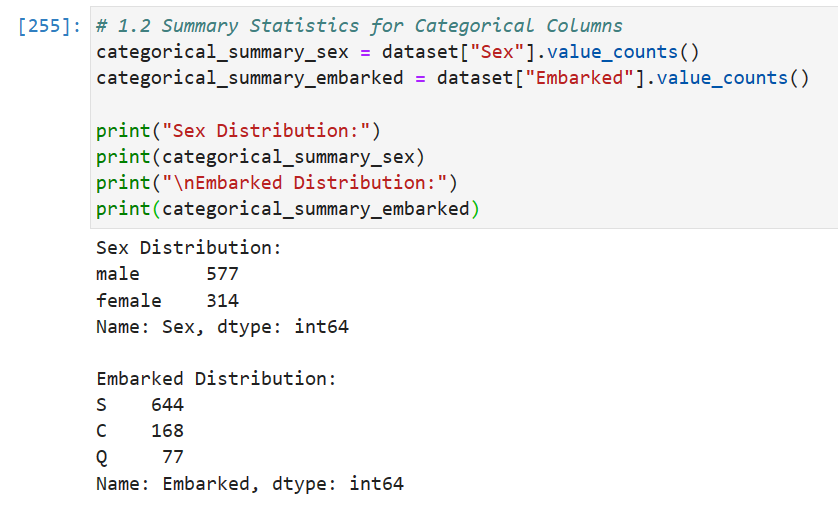 [255]: # 1.2 Summary Statistics for Categorical Columns
categorical_summary_sex = dataset["Sex"].value_counts()
categorical_summary_embarked = dataset["Embarked"].value_counts()

print("Sex Distribution:")
print(categorical_summary_sex)
print("\nEmbarked Distribution:")
print(categorical_summary_embarked)
Sex Distribution:
male      577
female    314
Name: Sex, dtype: int64

Embarked Distribution:
S    644
C    168
Q     77
Name: Embarked, dtype: int64